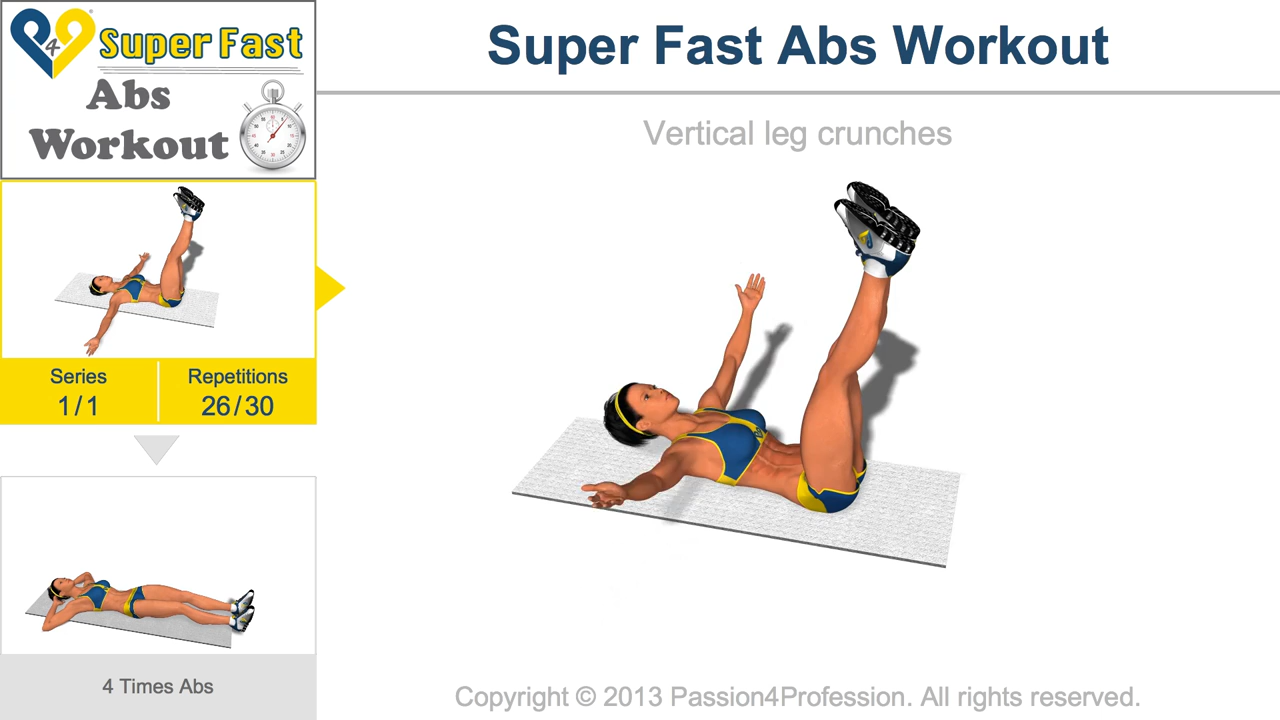 P4P Super Fast
Abs
Workout
Super Fast Abs Workout
Vertical leg crunches
Series
1/1
Repetitions
26/30
4 Times Abs
Copyright © 2013 Passion4Profession. All rights reserved.